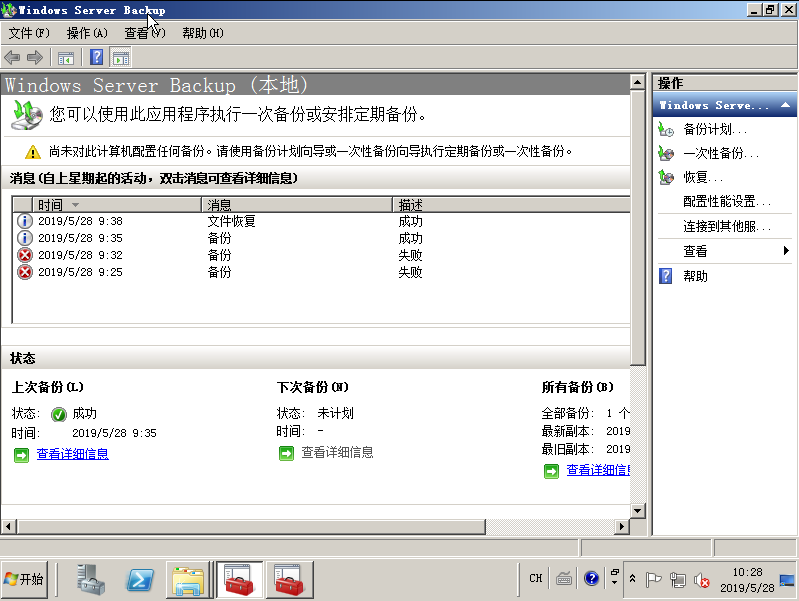 Windows Server Backup
文件(F) 操作(A) 查看(V) 帮助(H)
Windows Server Backup (本地)
您可以使用此应用程序执行一次备份或安排定期备份。
尚未对此计算机配置任何备份。请使用备份计划向导或一次性备份向导执行定期备份或一次性备份。
消息(自上星期起的活动，双击消息可查看详细信息)
时间 消息 描述
2019/5/28 9:38 文件恢复 成功
2019/5/28 9:35 备份 成功
2019/5/28 9:32 备份 失败
2019/5/28 9:25 备份 失败
状态
上次备份(L)
状态: 成功
时间: 2019/5/28 9:35
查看详细信息
下次备份(N)
状态: 未计划
时间: -
查看详细信息
所有备份(B)
全部备份: 1 个
最新副本: 2019
最旧副本: 2019
查看详细信息
操作
Windows Serve...
备份计划...
一次性备份...
恢复...
配置性能设置...
连接到其他服...
查看
帮助
开始
CH
10:28
2019/5/28